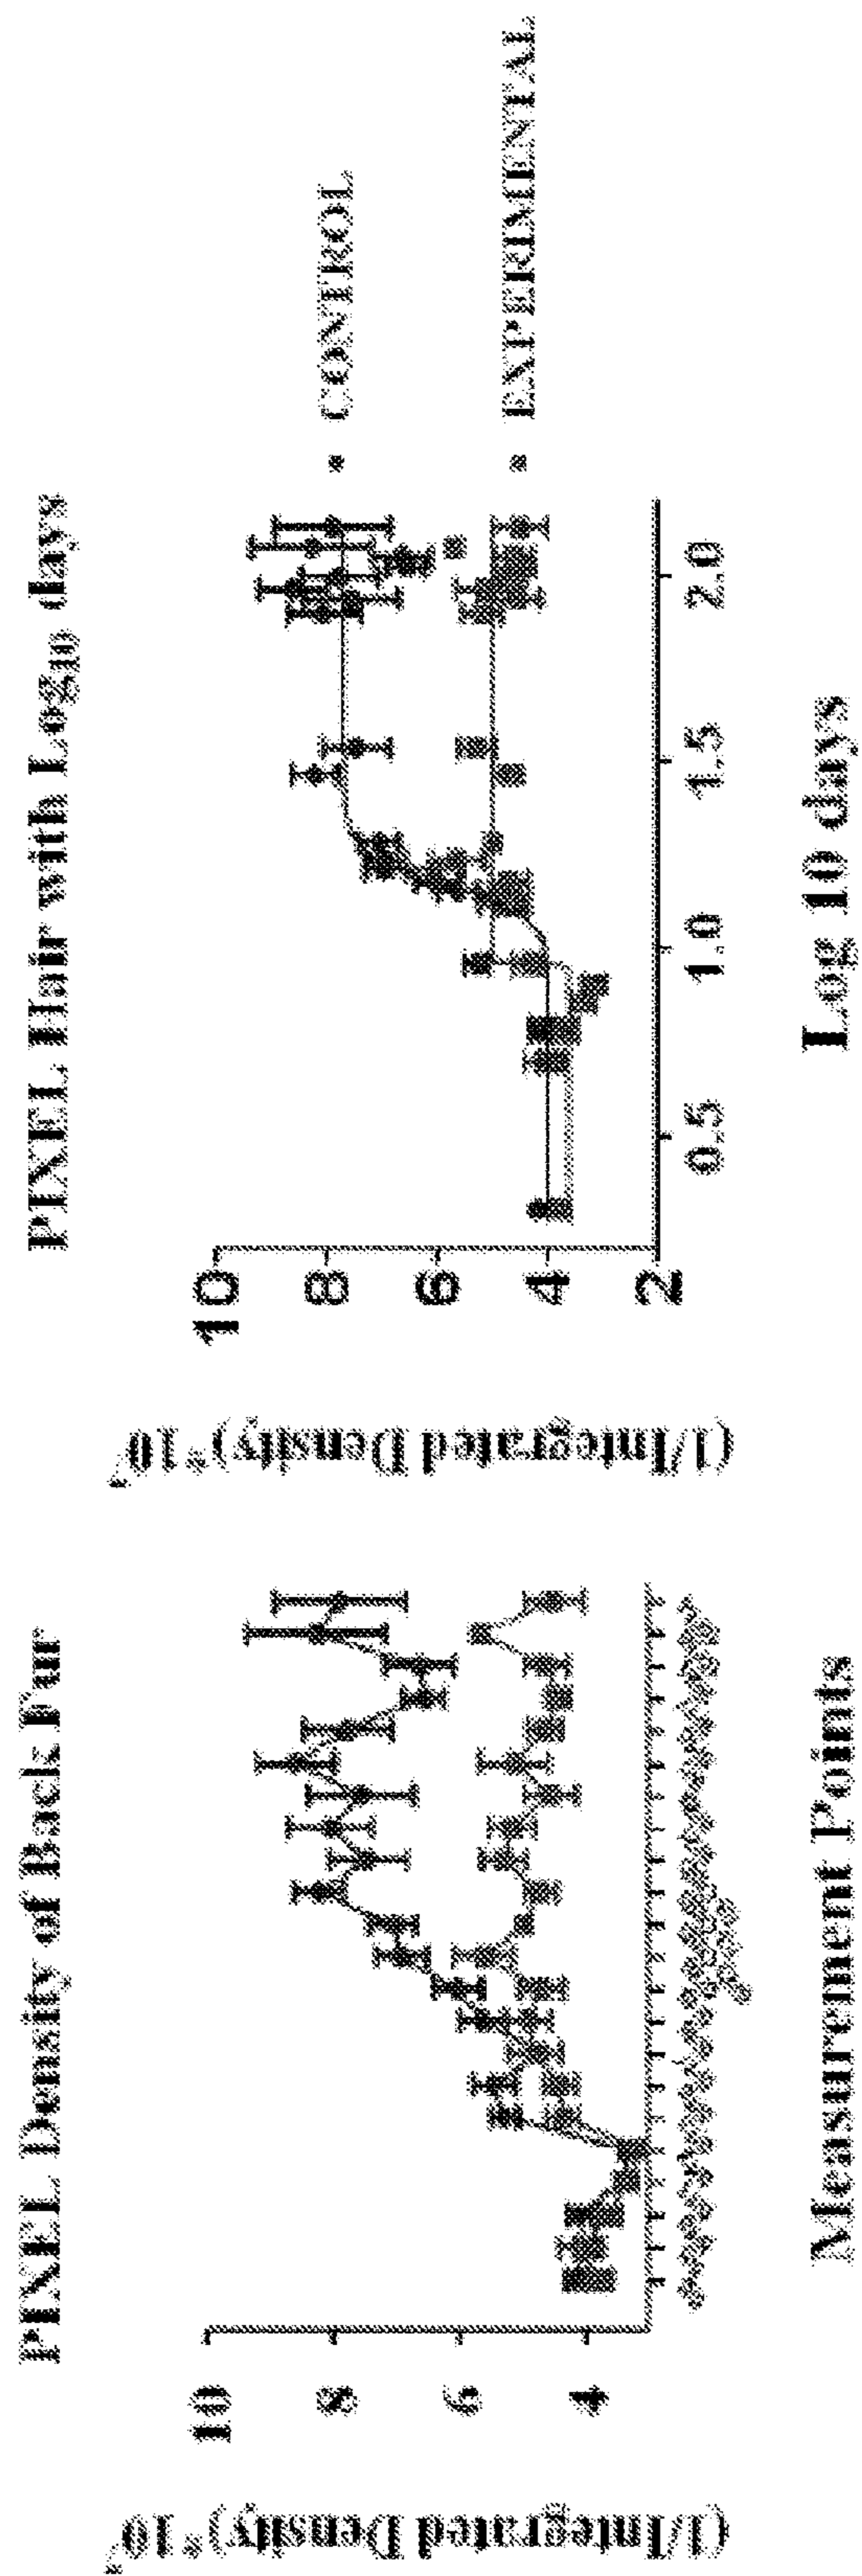 PIXEL Density of Back Fur
(1/Integrated Density)*10⁷
10
8
6
4
Measurement Points
PIXEL Hair with Log₁₀ days
(1/Integrated Density)*10⁷
10
8
6
4
2
0.5
1.0
1.5
2.0
Log 10 days
CONTROL
EXPERIMENTAL